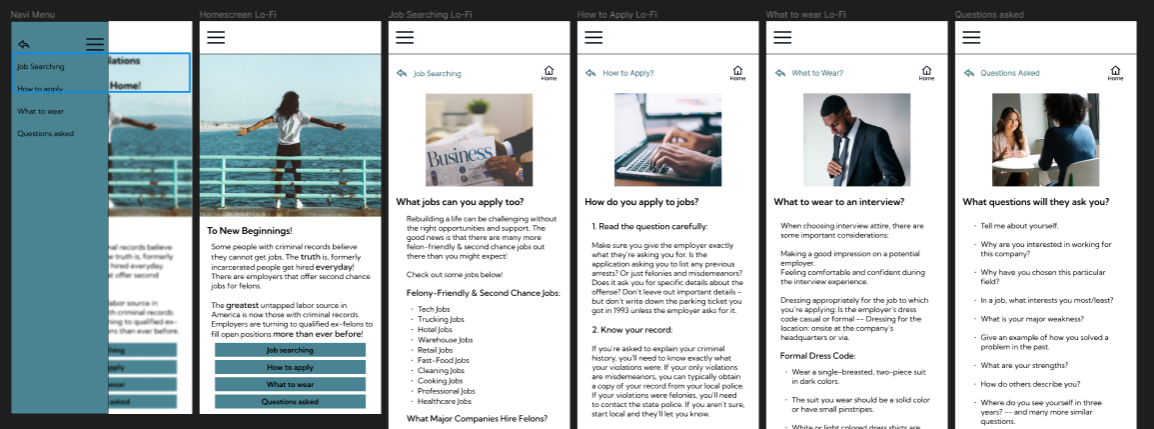 Navi Menu
Job Searching
How to apply
What to wear
Questions asked
lations
Home!
nal records believe
e truth is, formerly
hired everyday.
t offer second
labor source in
th criminal records.
ning to qualified ex-
ns than ever before.
hing
pply
wear
asked
Homescreen Lo-Fi
To New Beginnings!
Some people with criminal records believe
they cannot get jobs. The truth is, formerly
incarcerated people get hired everyday!
There are employers that offer second chance
jobs for felons.
The greatest untapped labor source in
America is now those with criminal records.
Employers are turning to qualified ex-felons to
fill open positions more than ever before!
Job searching
How to apply
What to wear
Questions asked
Job Searching Lo-Fi
Job Searching
Home
Business
What jobs can you apply too?
Rebuilding a life can be challenging without
the right opportunities and support. The
good news is that there are many more
felon-friendly & second chance jobs out
there than you might expect!
Check out some jobs below!
Felony-Friendly & Second Chance Jobs:
- Tech Jobs
- Trucking Jobs
- Hotel Jobs
- Warehouse Jobs
- Retail Jobs
- Fast-Food Jobs
- Cleaning Jobs
- Cooking Jobs
- Professional Jobs
- Healthcare Jobs
What Major Companies Hire Felons?
How to Apply Lo-Fi
How to Apply?
Home
How do you apply to jobs?
1. Read the question carefully:
Make sure you give the employer exactly
what they're asking you for. Is the
application asking you to list any previous
arrests? Or just felonies and misdemeanors?
Does it ask you for specific details about the
offense? Don't leave out important details -
but don't write down the parking ticket you
got in 1993 unless the employer asks for it.
2. Know your record:
If you're asked to explain your criminal
history, you'll need to know exactly what
your violations were. If your only violations
are misdemeanors, you can typically obtain
a copy of your record from your local police.
If your violations were felonies, you'll need
to contact the state police. If you aren't sure,
start local and they'll let you know.
What to wear Lo-Fi
What to Wear?
Home
What to wear to an interview?
When choosing interview attire, there are
some important considerations:
Making a good impression on a potential
employer.
Feeling comfortable and confident during
the interview experience.
Dressing appropriately for the job to which
you're applying: Is the employer's dress
code casual or formal -- Dressing for the
location: onsite at the company's
headquarters or via.
Formal Dress Code:
- Wear a single-breasted, two-piece suit
in dark colors.
- The suit you wear should be a solid color
or have small pinstripes.
- White or light colored dress shirts are
Questions asked
Questions Asked
Home
What questions will they ask you?
- Tell me about yourself.
- Why are you interested in working for
this company?
- Why have you chosen this particular
field?
- In a job, what interests you most/least?
- What is your major weakness?
- Give an example of how you solved a
problem in the past.
- What are your strengths?
- How do others describe you?
- Where do you see yourself in three
years? -- and many more similar
questions.